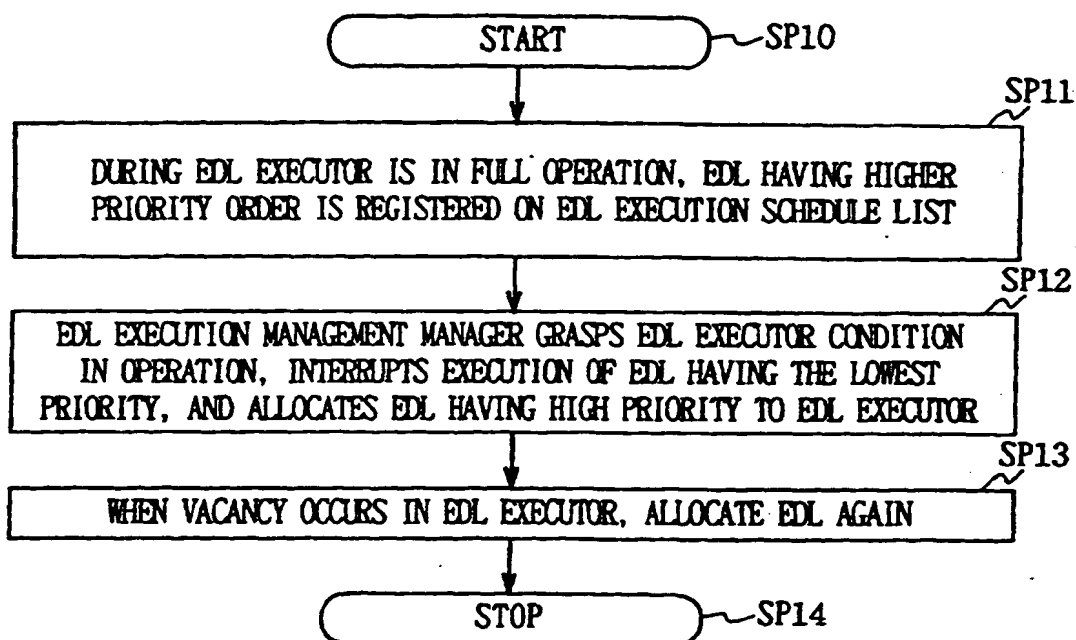 START
SP10
SP11
DURING EDL EXECUTOR IS IN FULL OPERATION, EDL HAVING HIGHER
PRIORITY ORDER IS REGISTERED ON EDL EXECUTION SCHEDULE LIST
SP12
EDL EXECUTION MANAGEMENT MANAGER GRASPS EDL EXECUTOR CONDITION
IN OPERATION, INTERRUPTS EXECUTION OF EDL HAVING THE LOWEST
PRIORITY, AND ALLOCATES EDL HAVING HIGH PRIORITY TO EDL EXECUTOR
SP13
WHEN VACANCY OCCURS IN EDL EXECUTOR, ALLOCATE EDL AGAIN
STOP
SP14